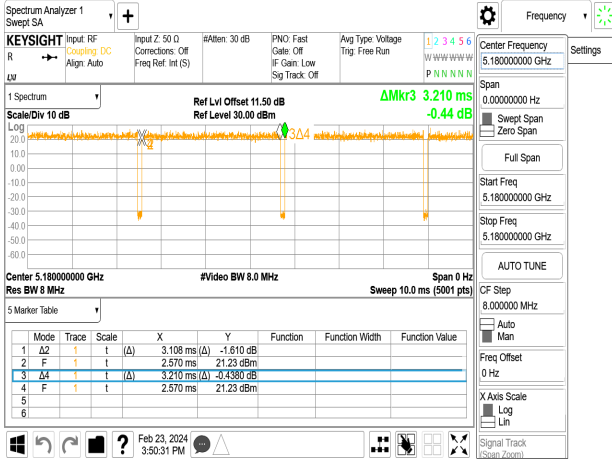 Spectrum Analyzer 1
Swept SA
Frequency
KEYSIGHT
R
LXI
Input: RF
Coupling: DC
Align: Auto
Input Z: 50 Ω
Corrections: Off
Freq Ref: Int (S)
#Atten: 30 dB
PNO: Fast
Gate: Off
IF Gain: Low
Sig Track: Off
Avg Type: Voltage
Trig: Free Run
1 2 3 4 5 6
W W W W W W
P N N N N N
1 Spectrum
Scale/Div 10 dB
Ref Lvl Offset 11.50 dB
Ref Level 30.00 dBm
ΔMkr3 3.210 ms
-0.44 dB
Log
20.0
10.0
0.00
-10.0
-20.0
-30.0
-40.0
-50.0
-60.0
3Δ4
Center 5.180000000 GHz
Res BW 8 MHz
#Video BW 8.0 MHz
Span 0 Hz
Sweep 10.0 ms (5001 pts)
5 Marker Table
Mode Trace Scale X Y Function Function Width Function Value
1 Δ2 1 t (Δ) 3.108 ms (Δ) -1.610 dB
2 F 1 t 2.570 ms 21.23 dBm
3 Δ4 1 t (Δ) 3.210 ms (Δ) -0.4380 dB
4 F 1 t 2.570 ms 21.23 dBm
5
6
Feb 23, 2024
3:50:31 PM
Settings
Center Frequency
5.180000000 GHz
Span
0.00000000 Hz
Swept Span
Zero Span
Full Span
Start Freq
5.180000000 GHz
Stop Freq
5.180000000 GHz
AUTO TUNE
CF Step
8.000000 MHz
Auto
Man
Freq Offset
0 Hz
X Axis Scale
Log
Lin
Signal Track
(Span Zoom)